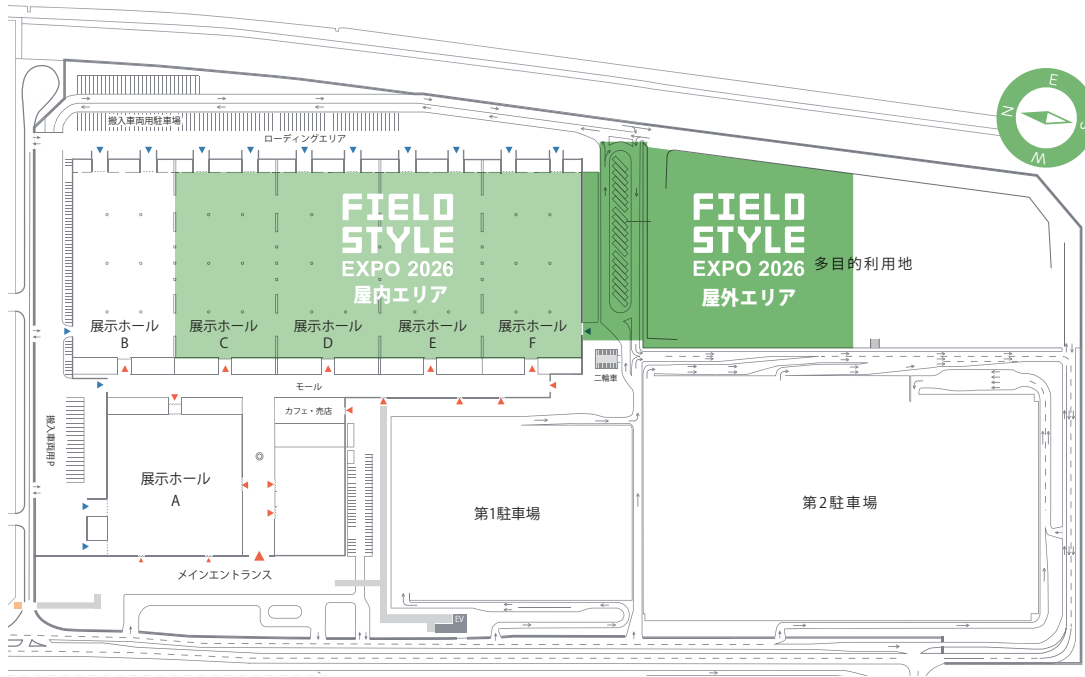 E
N
S
W
搬入車両用駐車場
ローディングエリア
FIELD
STYLE
EXPO 2026
屋内エリア
FIELD
STYLE
EXPO 2026
屋外エリア
多目的利用地
展示ホール
B
展示ホール
C
展示ホール
D
展示ホール
E
展示ホール
F
二輪車
モール
カフェ・売店
搬入車両用P
展示ホール
A
第1駐車場
第2駐車場
メインエントランス
EV